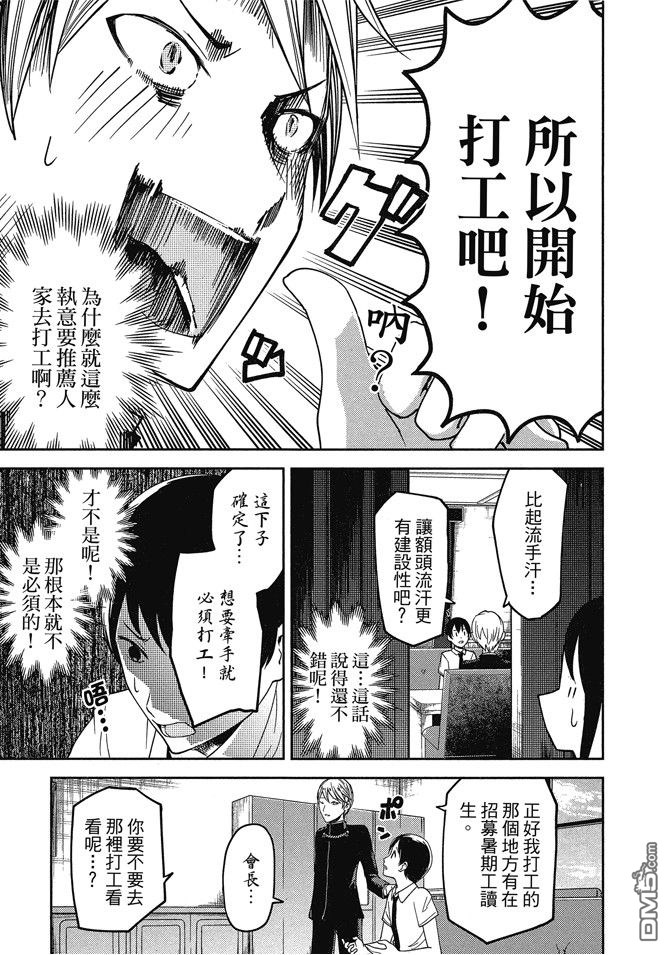 所以開始
打工吧！
グ
吶
？
為什麼就這麼
執意要推薦人
家去打工啊？
比起流手汗…
讓額頭流汗更
有建設性吧？
這…這話
說得還不
錯呢！
這下子
確定了…
想要牽手就
必須打工！
唔…
才不是呢！
那根本就不
是必須的！
正好我打工的
那個地方有在
招募暑期工讀
生。
ポン
會長…
你要不要去
那裡打工看
看呢…？
DM5.com